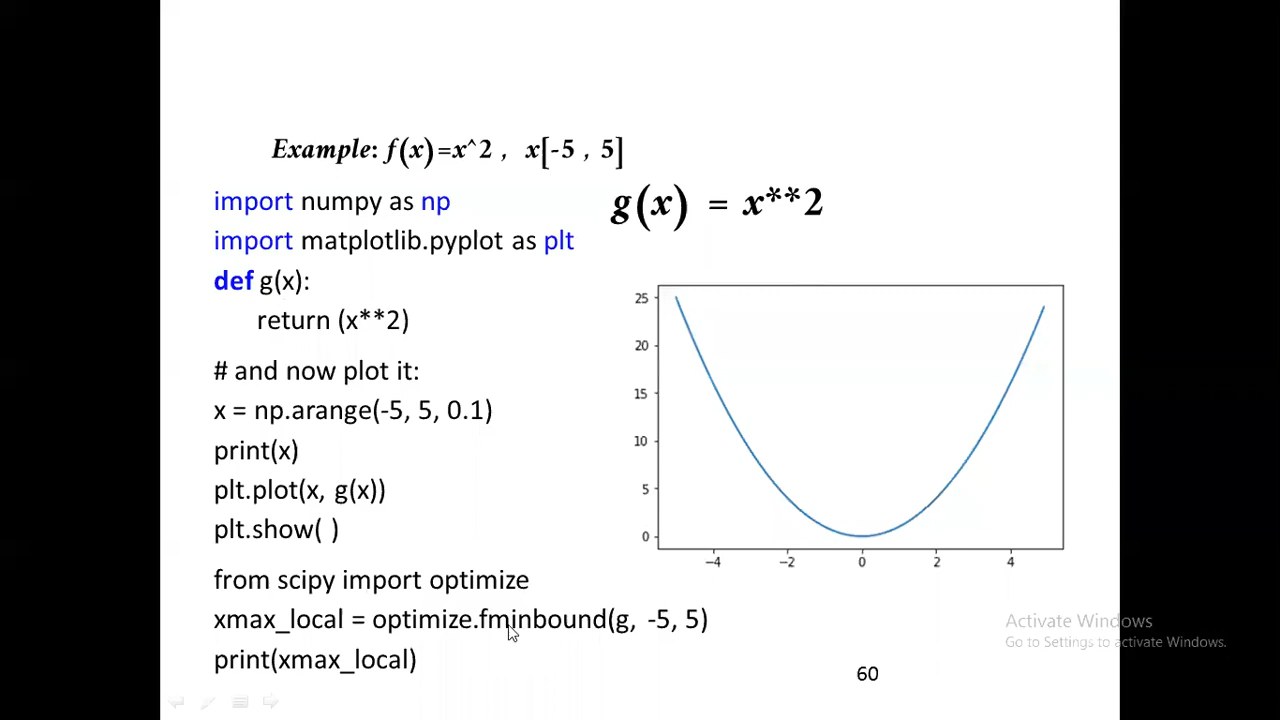 Example: f(x)=x^2 , x[-5 , 5]
import numpy as np
g(x) = x**2
import matplotlib.pyplot as plt
def g(x):
return (x**2)
# and now plot it:
x = np.arange(-5, 5, 0.1)
print(x)
plt.plot(x, g(x))
plt.show( )
25
20
15
10
5
0
−4 −2 0 2 4
from scipy import optimize
xmax_local = optimize.fminbound(g, -5, 5)
print(xmax_local)
Activate Windows
Go to Settings to activate Windows.
60